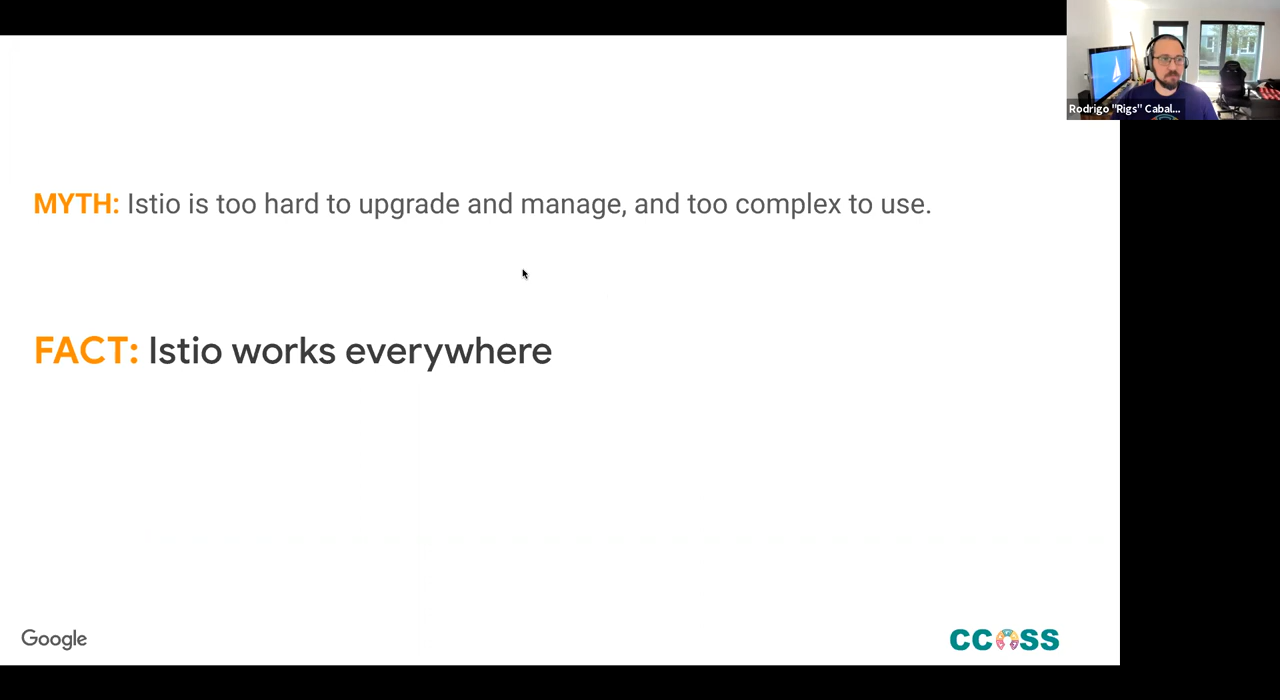 Rodrigo "Rigs" Cabal...
MYTH: Istio is too hard to upgrade and manage, and too complex to use.
FACT: Istio works everywhere
Google
CCOSS